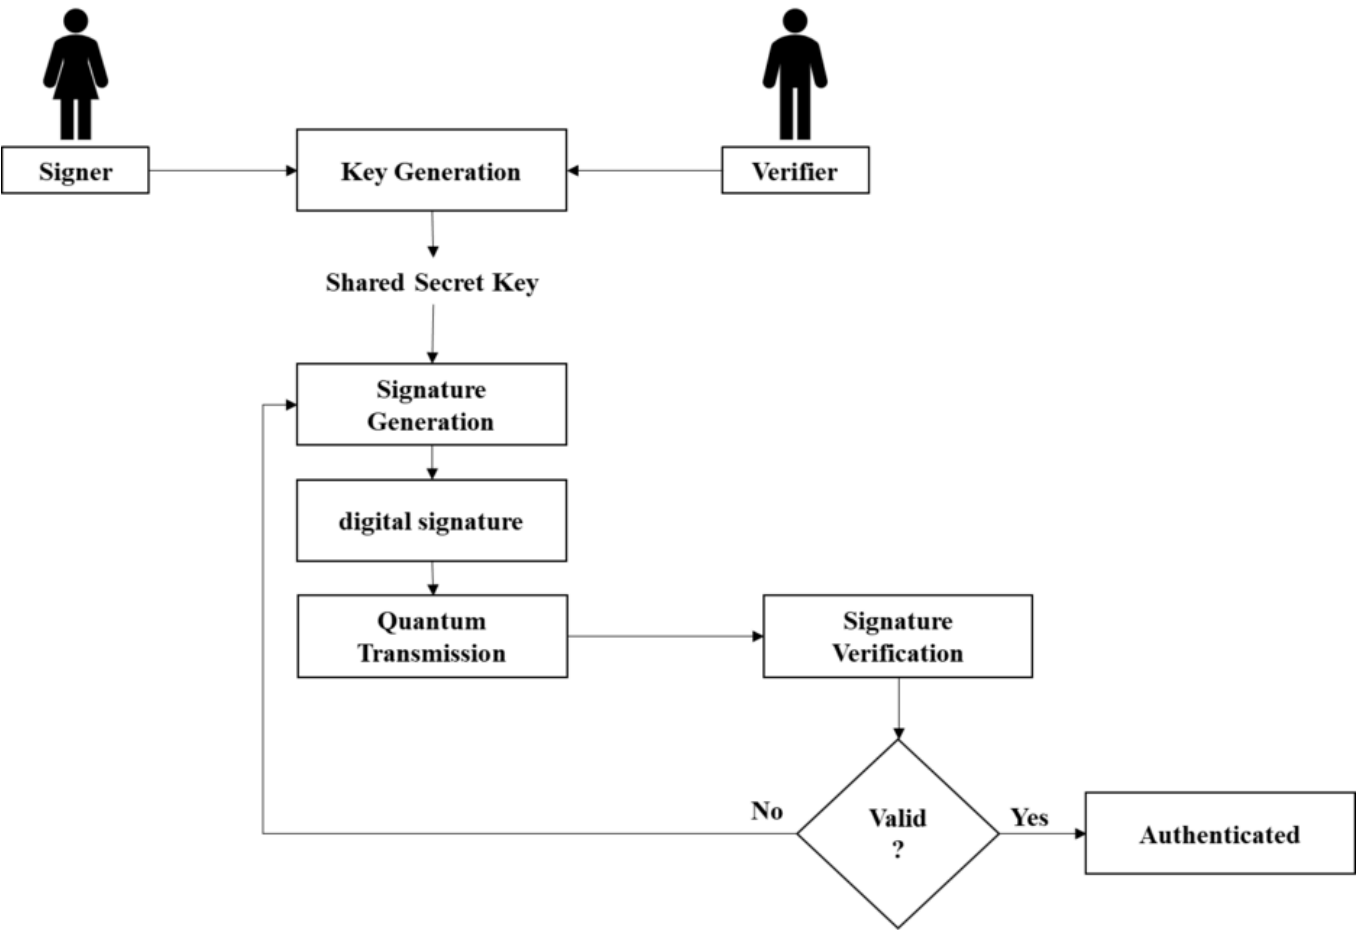 Signer
Key Generation
Verifier
Shared Secret Key
Signature
Generation
digital signature
Quantum
Transmission
Signature
Verification
No
Valid
?
Yes
Authenticated